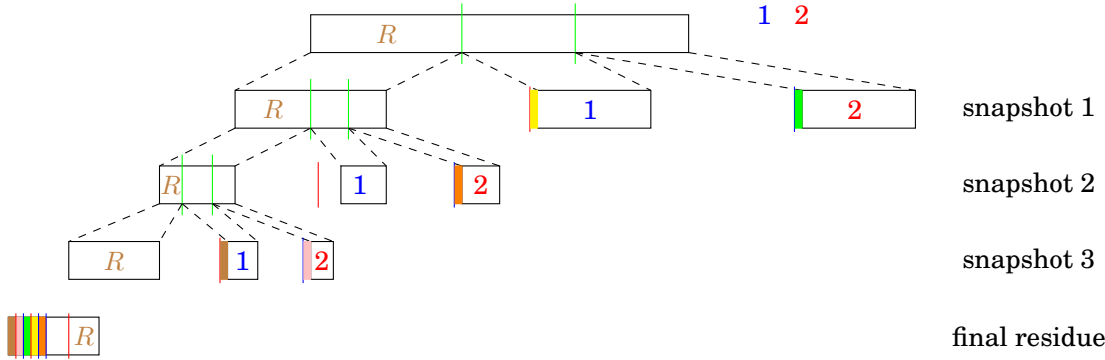 R 1 2
R 1 2 snapshot 1
R 1 2 snapshot 2
R 1 2 snapshot 3
R final residue